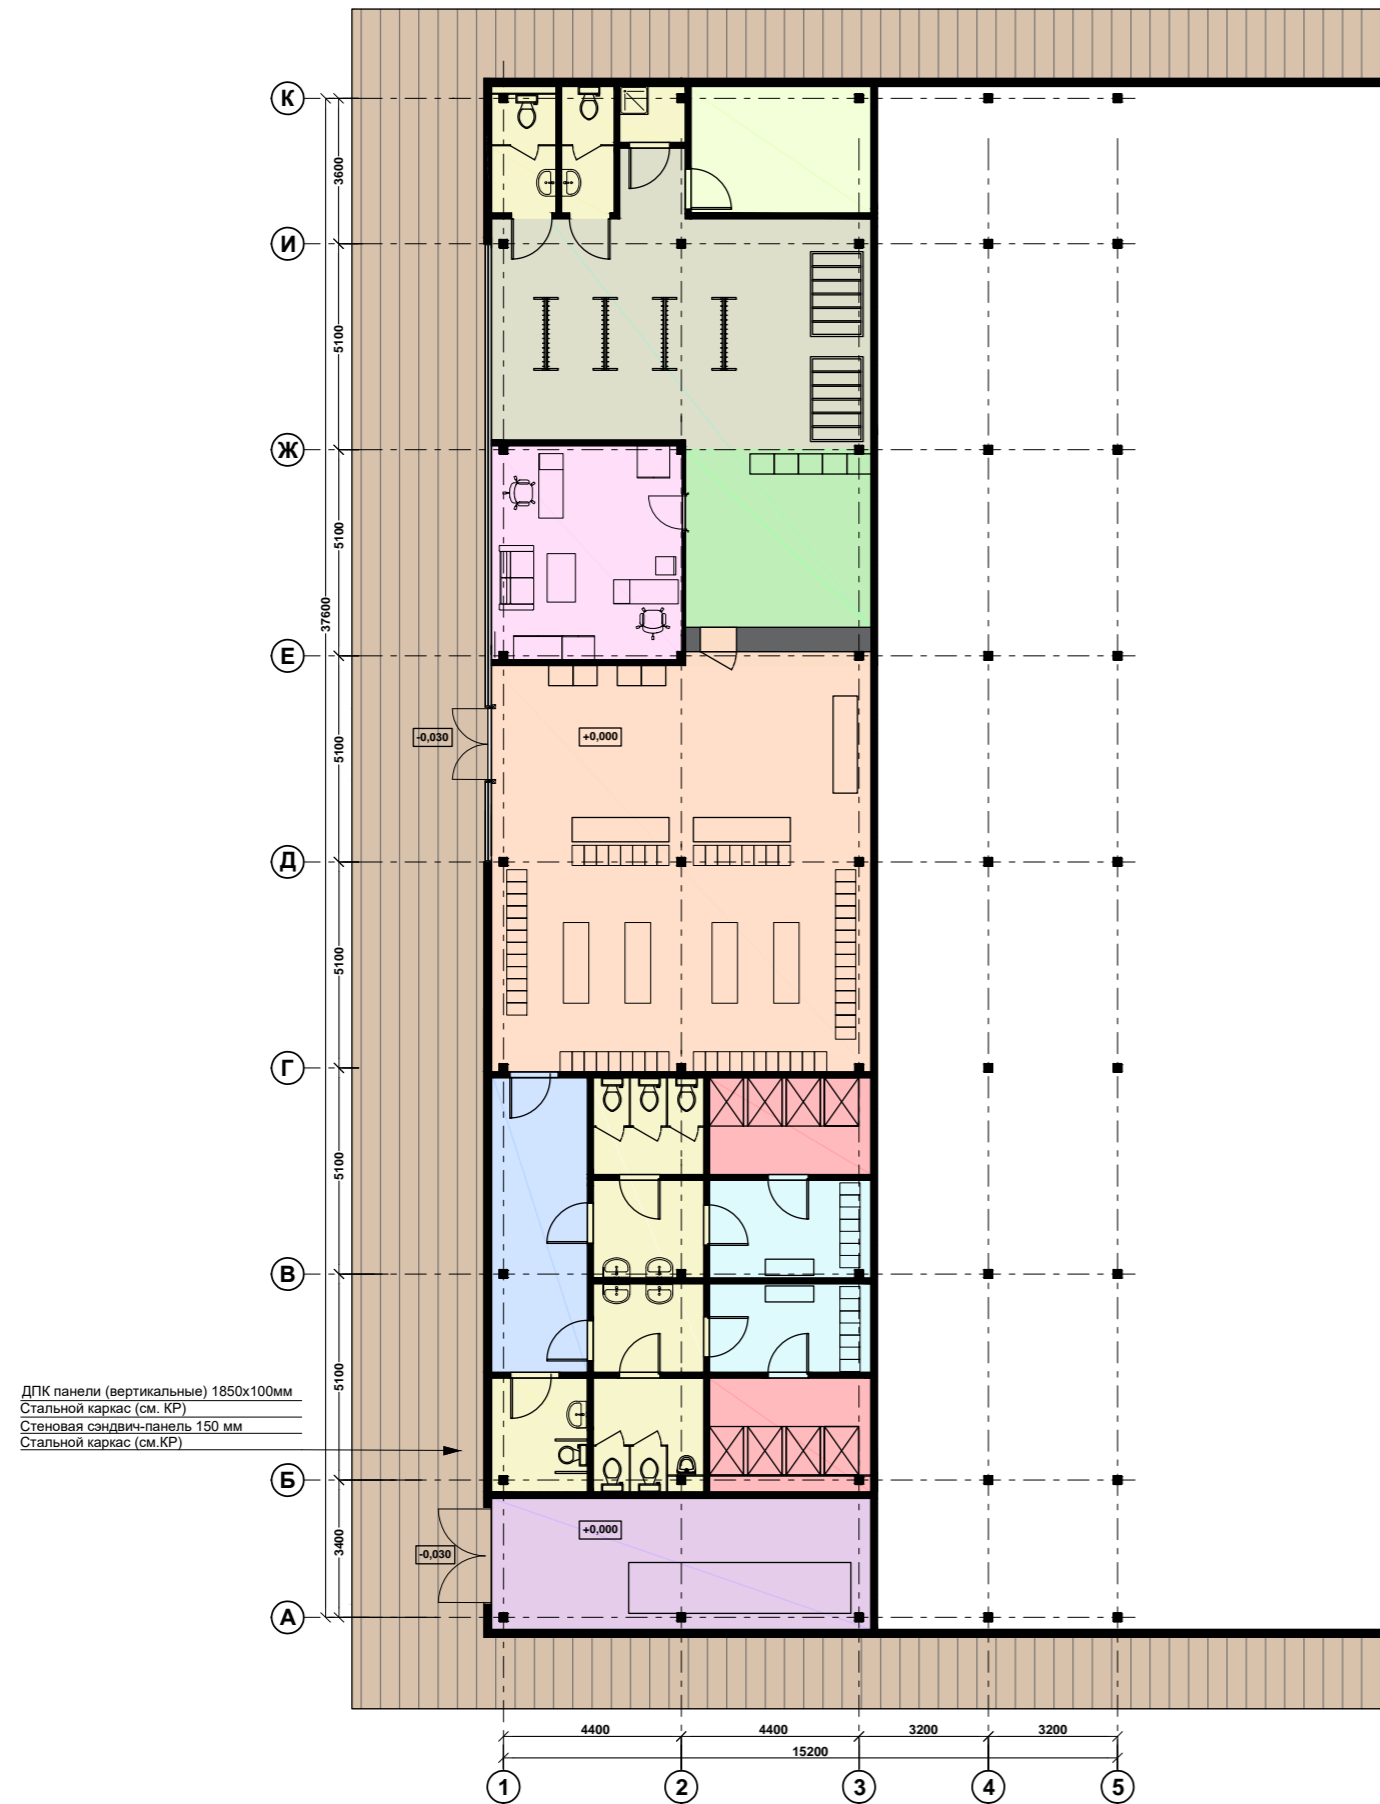 К
3600
И
5100
Ж
5100
37600
Е
-0,030
+0,000
5100
Д
5100
Г
5100
В
5100
ДПК панели (вертикальные) 1850х100мм
Стальной каркас (см. КР)
Стеновая сэндвич-панель 150 мм
Стальной каркас (см.КР)
Б
+0,000
-0,030
3400
А
4400 4400 3200 3200
15200
1 2 3 4 5